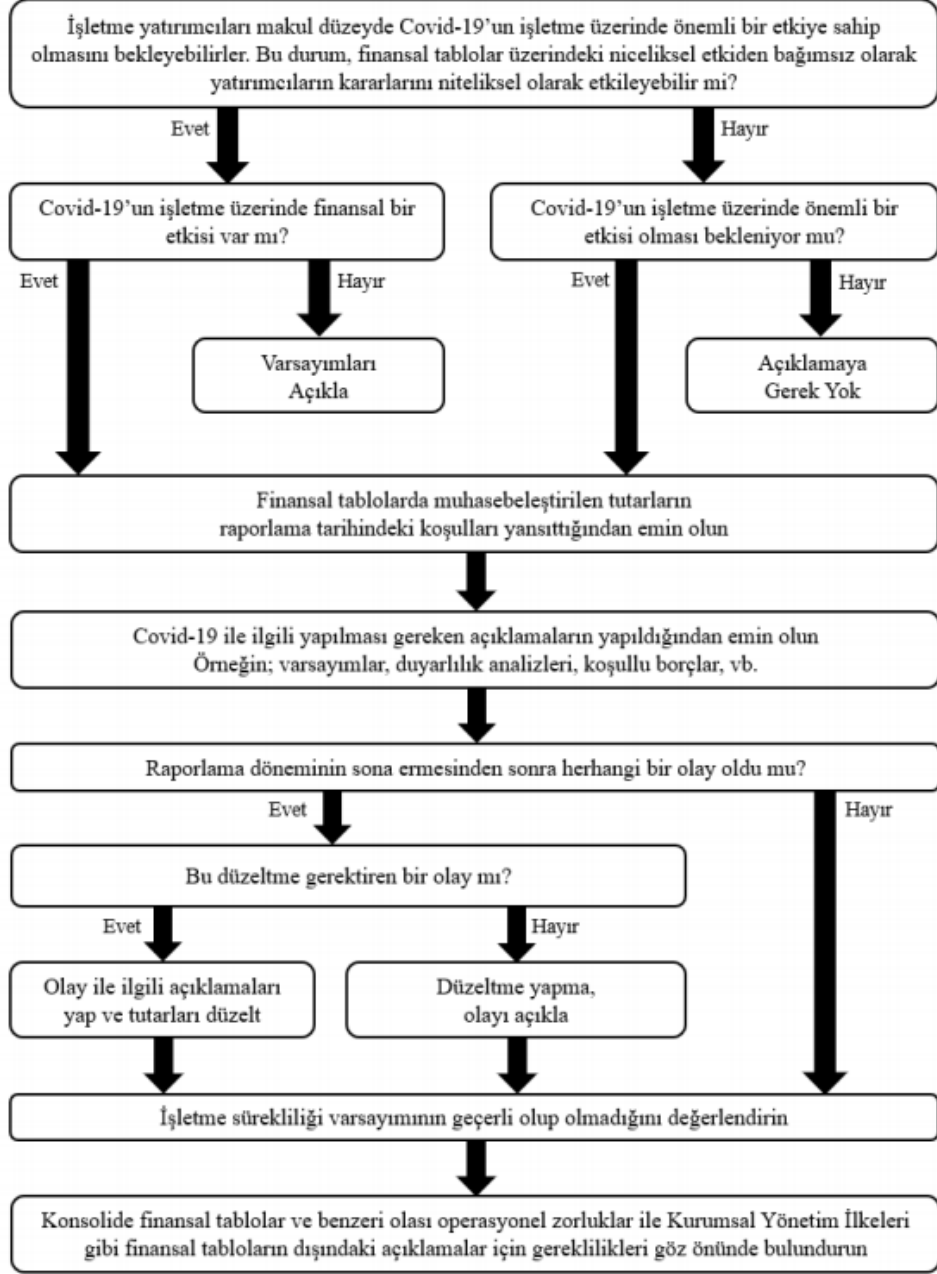 İşletme yatırımcıları makul düzeyde Covid-19’un işletme üzerinde önemli bir etkiye sahip
olmasını bekleyebilirler. Bu durum, finansal tablolar üzerindeki niceliksel etkiden bağımsız olarak
yatırımcıların kararlarını niteliksel olarak etkileyebilir mi?
Evet
Hayır
Covid-19’un işletme üzerinde finansal bir
etkisi var mı?
Covid-19’un işletme üzerinde önemli bir
etkisi olması bekleniyor mu?
Evet
Hayır
Evet
Hayır
Varsayımları
Açıkla
Açıklamaya
Gerek Yok
Finansal tablolarda muhasebeleştirilen tutarların
raporlama tarihindeki koşulları yansıttığından emin olun
Covid-19 ile ilgili yapılması gereken açıklamaların yapıldığından emin olun
Örneğin; varsayımlar, duyarlılık analizleri, koşullu borçlar, vb.
Raporlama döneminin sona ermesinden sonra herhangi bir olay oldu mu?
Evet
Hayır
Bu düzeltme gerektiren bir olay mı?
Evet
Hayır
Olay ile ilgili açıklamaları
yap ve tutarları düzelt
Düzeltme yapma,
olayı açıkla
İşletme sürekliliği varsayımının geçerli olup olmadığını değerlendirin
Konsolide finansal tablolar ve benzeri olası operasyonel zorluklar ile Kurumsal Yönetim İlkeleri
gibi finansal tabloların dışındaki açıklamalar için gereklilikleri göz önünde bulundurun